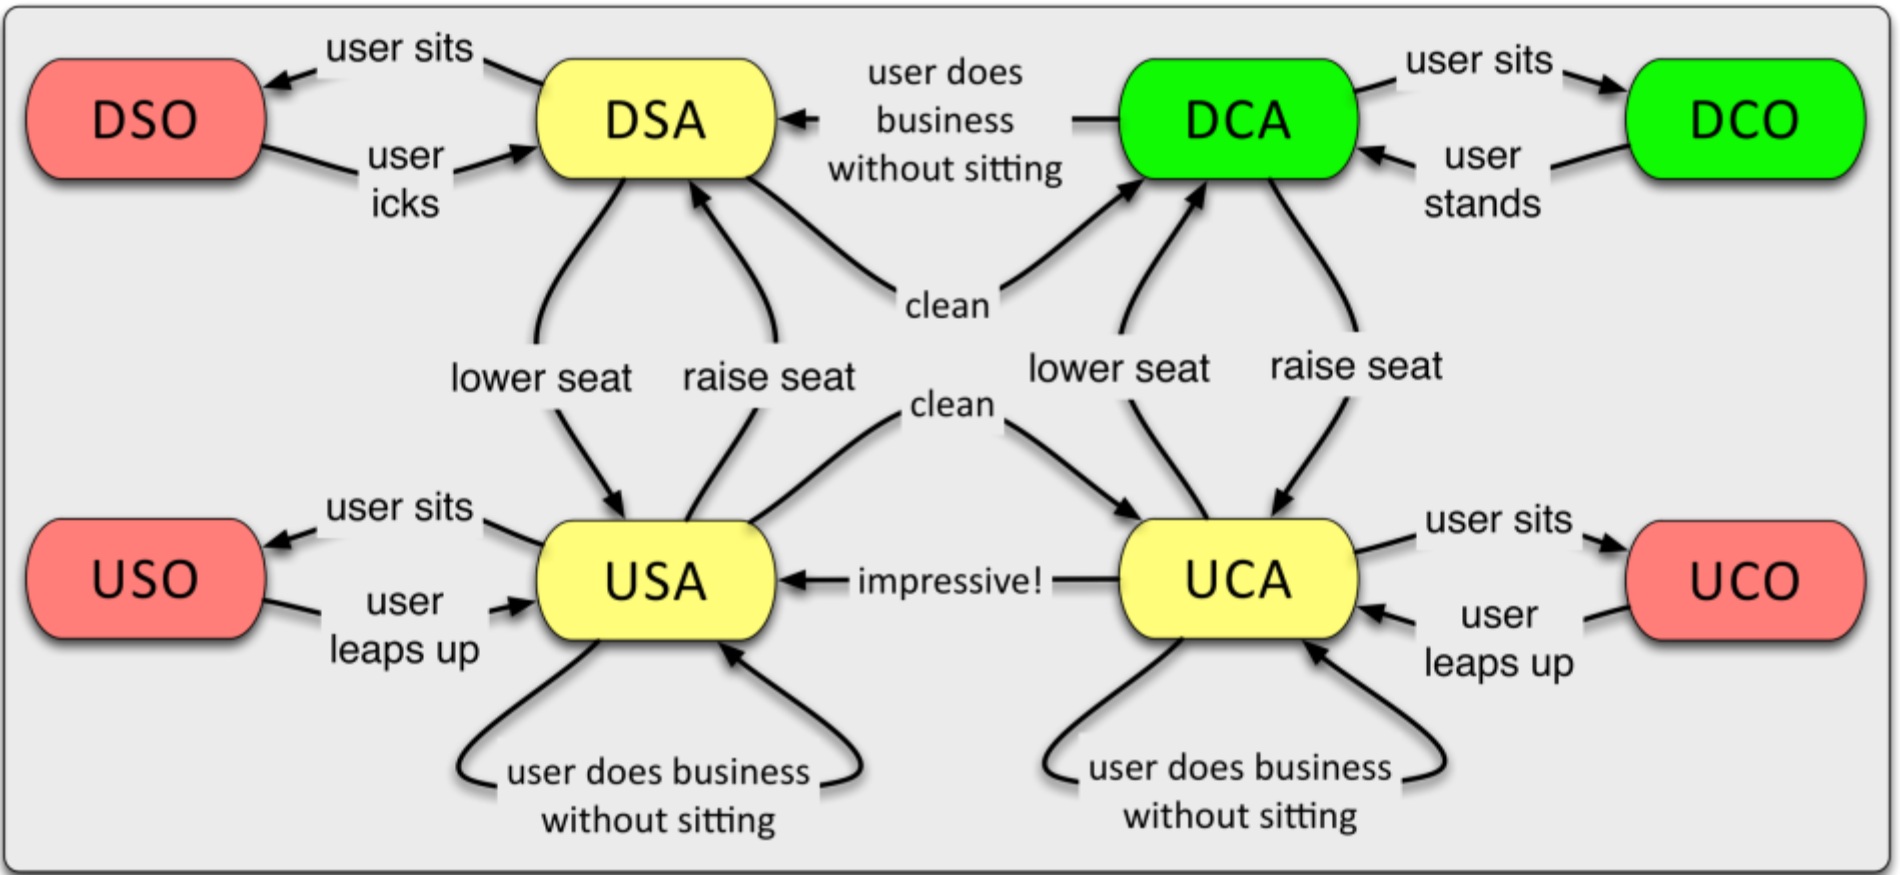 user sits
user does
business
without sitting
user sits
DSO
DSA
DCA
DCO
user
icks
user
stands
clean
lower seat
raise seat
lower seat
raise seat
clean
user sits
user sits
USO
USA
impressive!
UCA
UCO
user
leaps up
user
leaps up
user does business
without sitting
user does business
without sitting